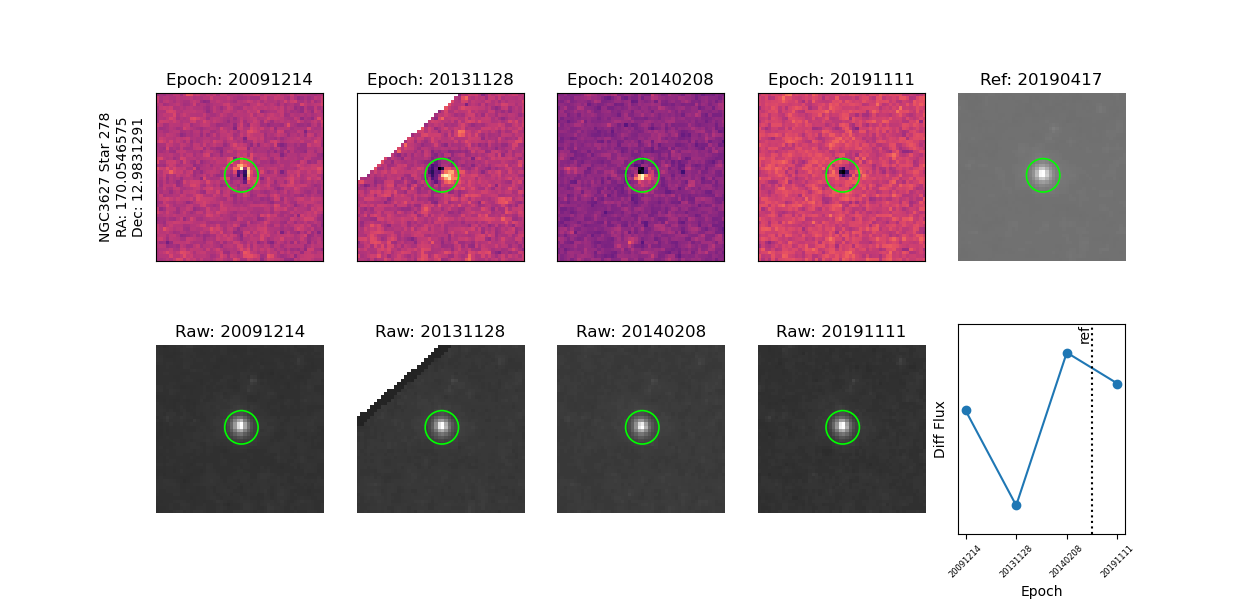 NGC3627 Star 278
RA: 170.0546575
Dec: 12.9831291
Epoch: 20091214
Epoch: 20131128
Epoch: 20140208
Epoch: 20191111
Ref: 20190417
Raw: 20091214
Raw: 20131128
Raw: 20140208
Raw: 20191111
ref
Diff Flux
20091214
20131128
20140208
20191111
Epoch